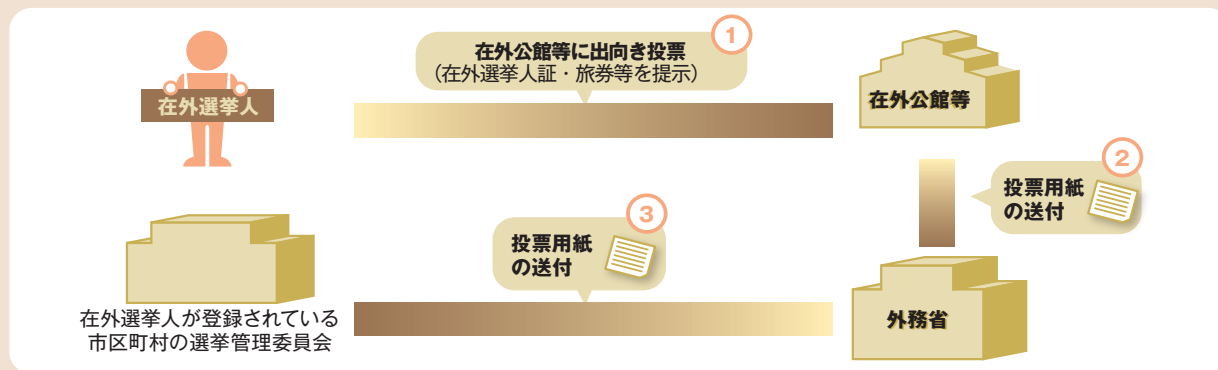 在外選挙人
在外公館等に出向き投票
（在外選挙人証・旅券等を提示）
1
在外公館等
2
投票用紙
の送付
外務省
3
投票用紙
の送付
在外選挙人が登録されている
市区町村の選挙管理委員会